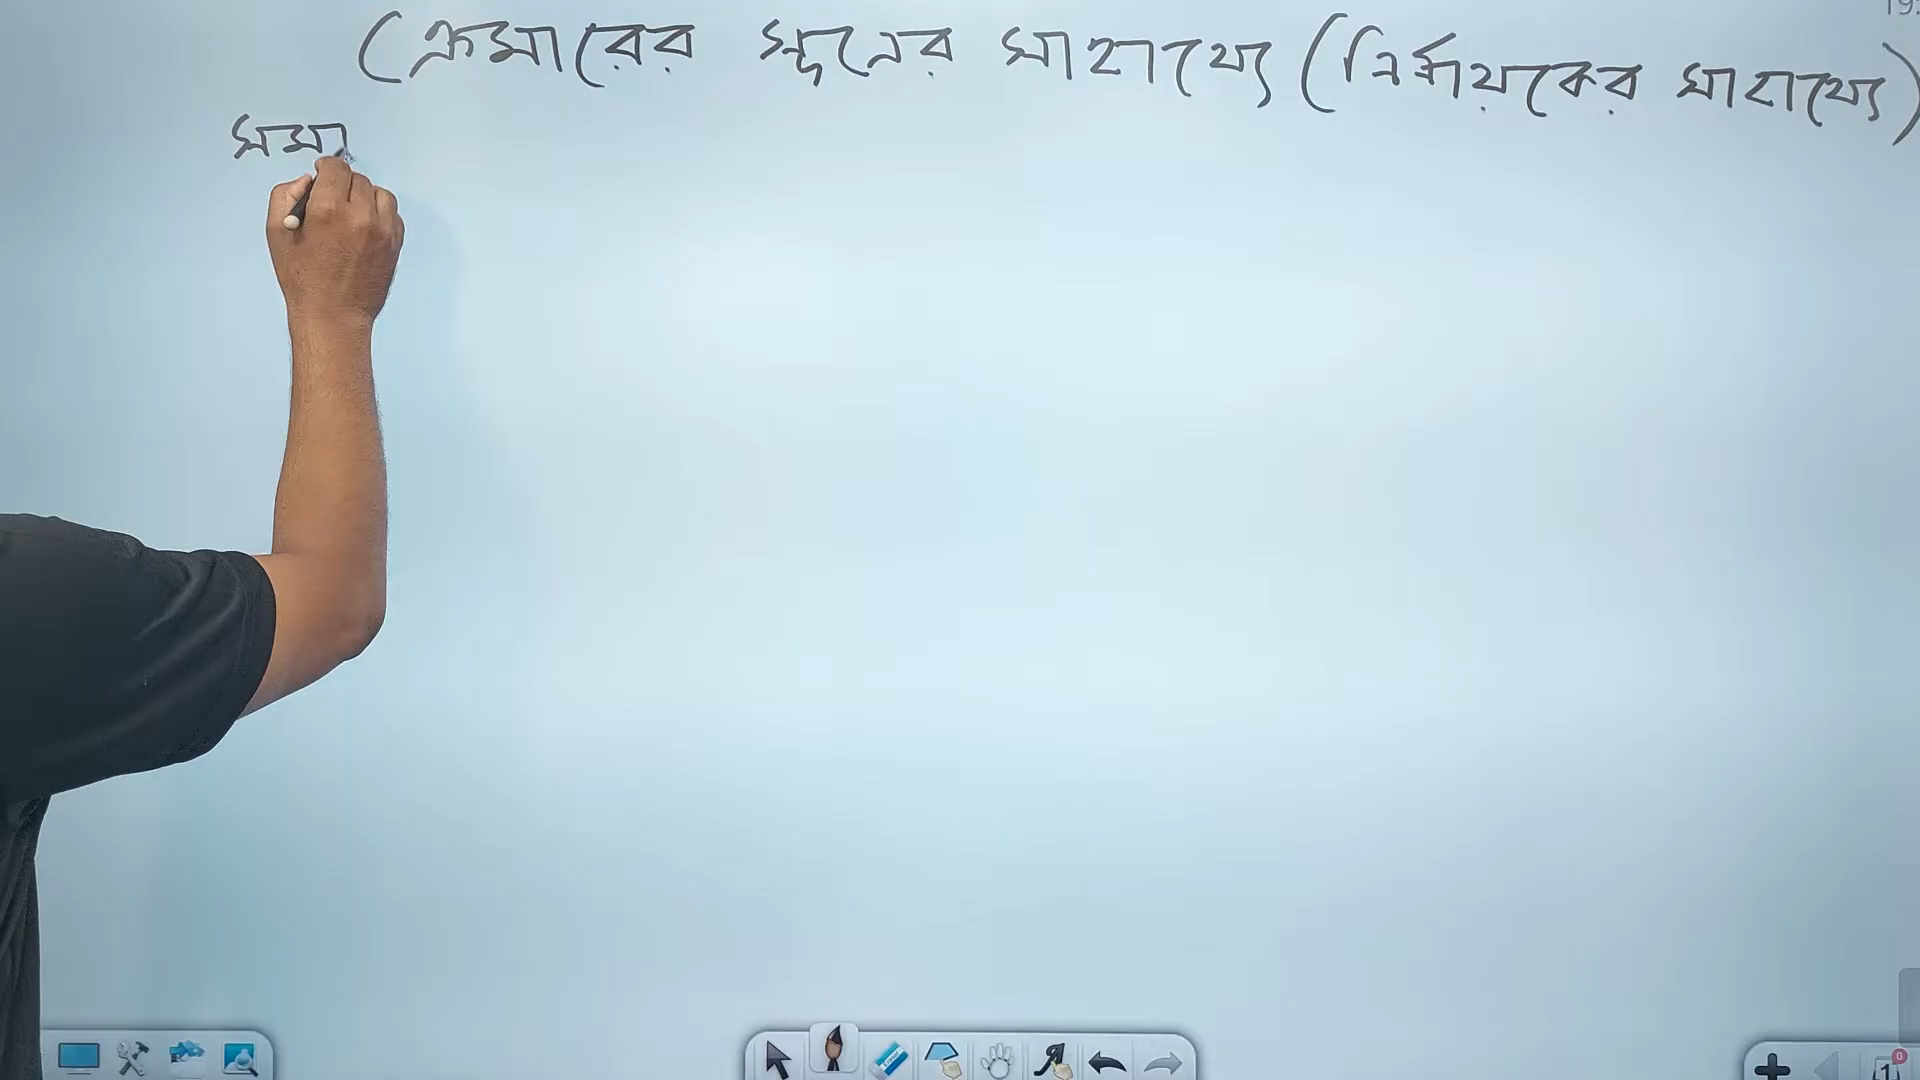 ক্রেমারের সূত্রের সাহায্যে (নির্ণায়কের সাহায্যে)
সমা